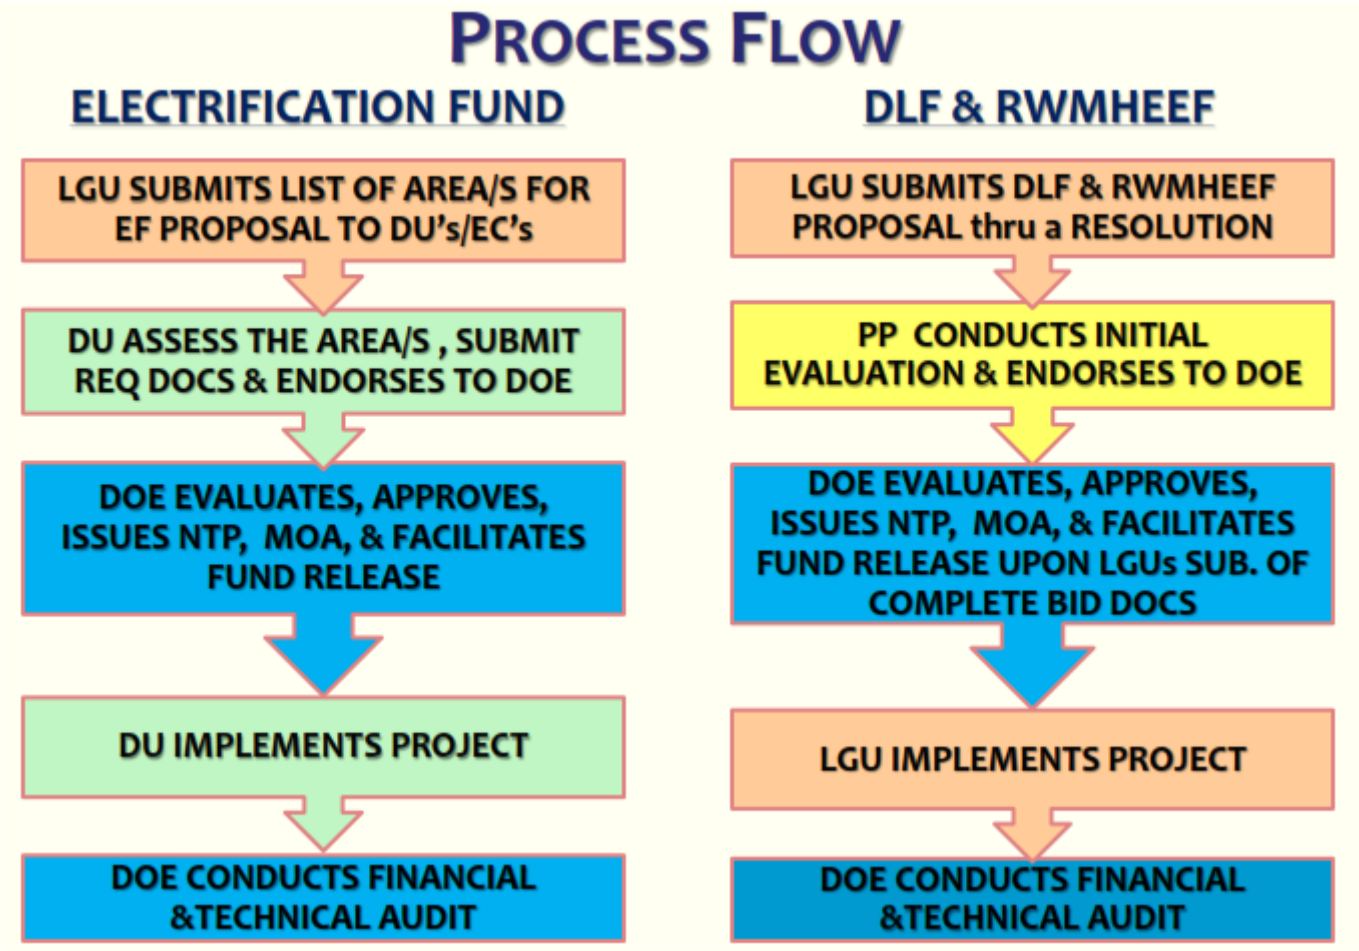 PROCESS FLOW
ELECTRIFICATION FUND
LGU SUBMITS LIST OF AREA/S FOR
EF PROPOSAL TO DU's/EC's
DU ASSESS THE AREA/S , SUBMIT
REQ DOCS & ENDORSES TO DOE
DOE EVALUATES, APPROVES,
ISSUES NTP, MOA, & FACILITATES
FUND RELEASE
DU IMPLEMENTS PROJECT
DOE CONDUCTS FINANCIAL
&TECHNICAL AUDIT
DLF & RWMHEEF
LGU SUBMITS DLF & RWMHEEF
PROPOSAL thru a RESOLUTION
PP CONDUCTS INITIAL
EVALUATION & ENDORSES TO DOE
DOE EVALUATES, APPROVES,
ISSUES NTP, MOA, & FACILITATES
FUND RELEASE UPON LGUs SUB. OF
COMPLETE BID DOCS
LGU IMPLEMENTS PROJECT
DOE CONDUCTS FINANCIAL
&TECHNICAL AUDIT